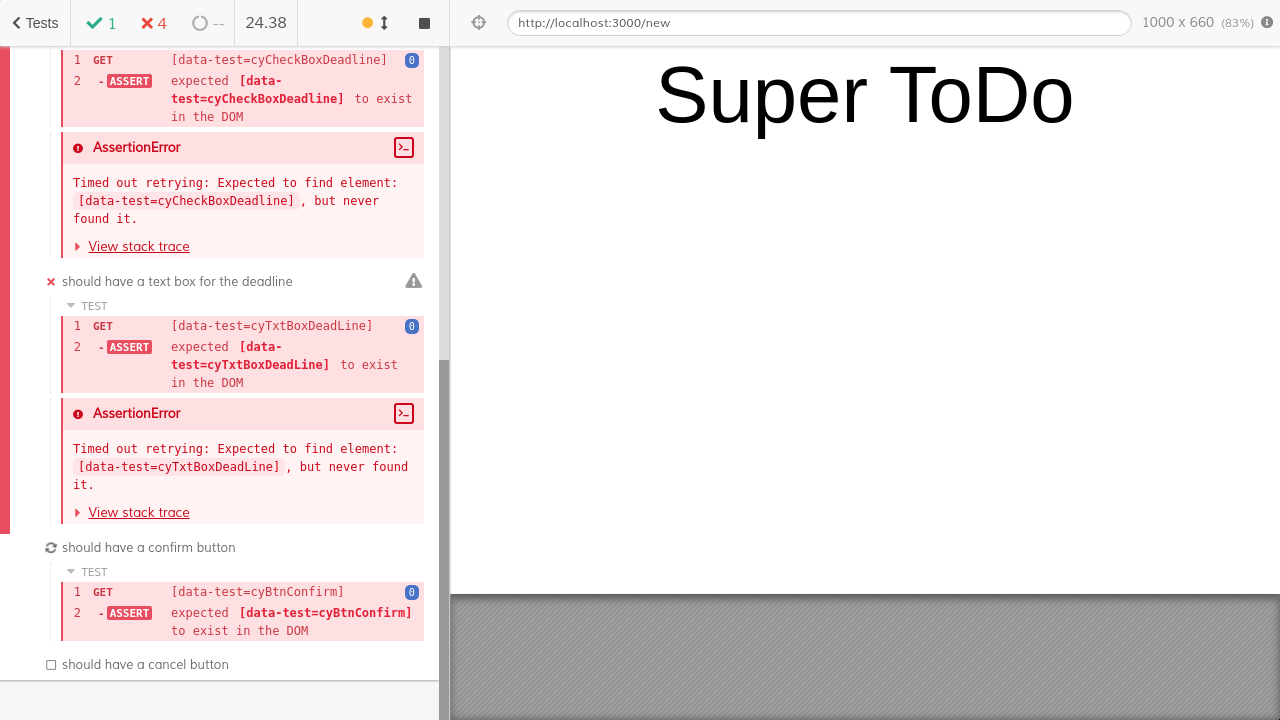 Tests 1 4 -- 24.38 http://localhost:3000/new 1000 x 660 (83%)
1 GET [data-test=cyCheckBoxDeadline] 0
2 - ASSERT expected [data-
test=cyCheckBoxDeadline] to exist
in the DOM
AssertionError
Timed out retrying: Expected to find element:
[data-test=cyCheckBoxDeadline], but never
found it.
View stack trace
should have a text box for the deadline
TEST
1 GET [data-test=cyTxtBoxDeadLine] 0
2 - ASSERT expected [data-
test=cyTxtBoxDeadLine] to exist
in the DOM
AssertionError
Timed out retrying: Expected to find element:
[data-test=cyTxtBoxDeadLine], but never found
it.
View stack trace
should have a confirm button
TEST
1 GET [data-test=cyBtnConfirm] 0
2 - ASSERT expected [data-test=cyBtnConfirm]
to exist in the DOM
should have a cancel button
Super ToDo